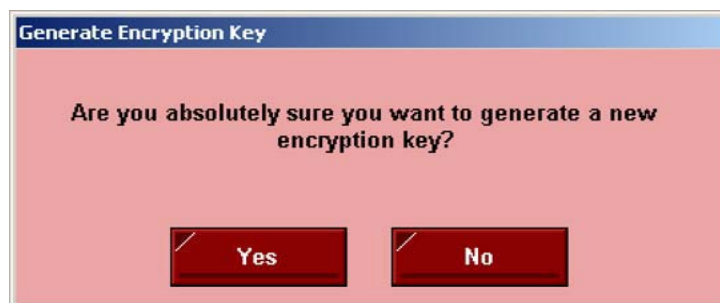 Generate Encryption Key
Are you absolutely sure you want to generate a new
encryption key?
Yes
No